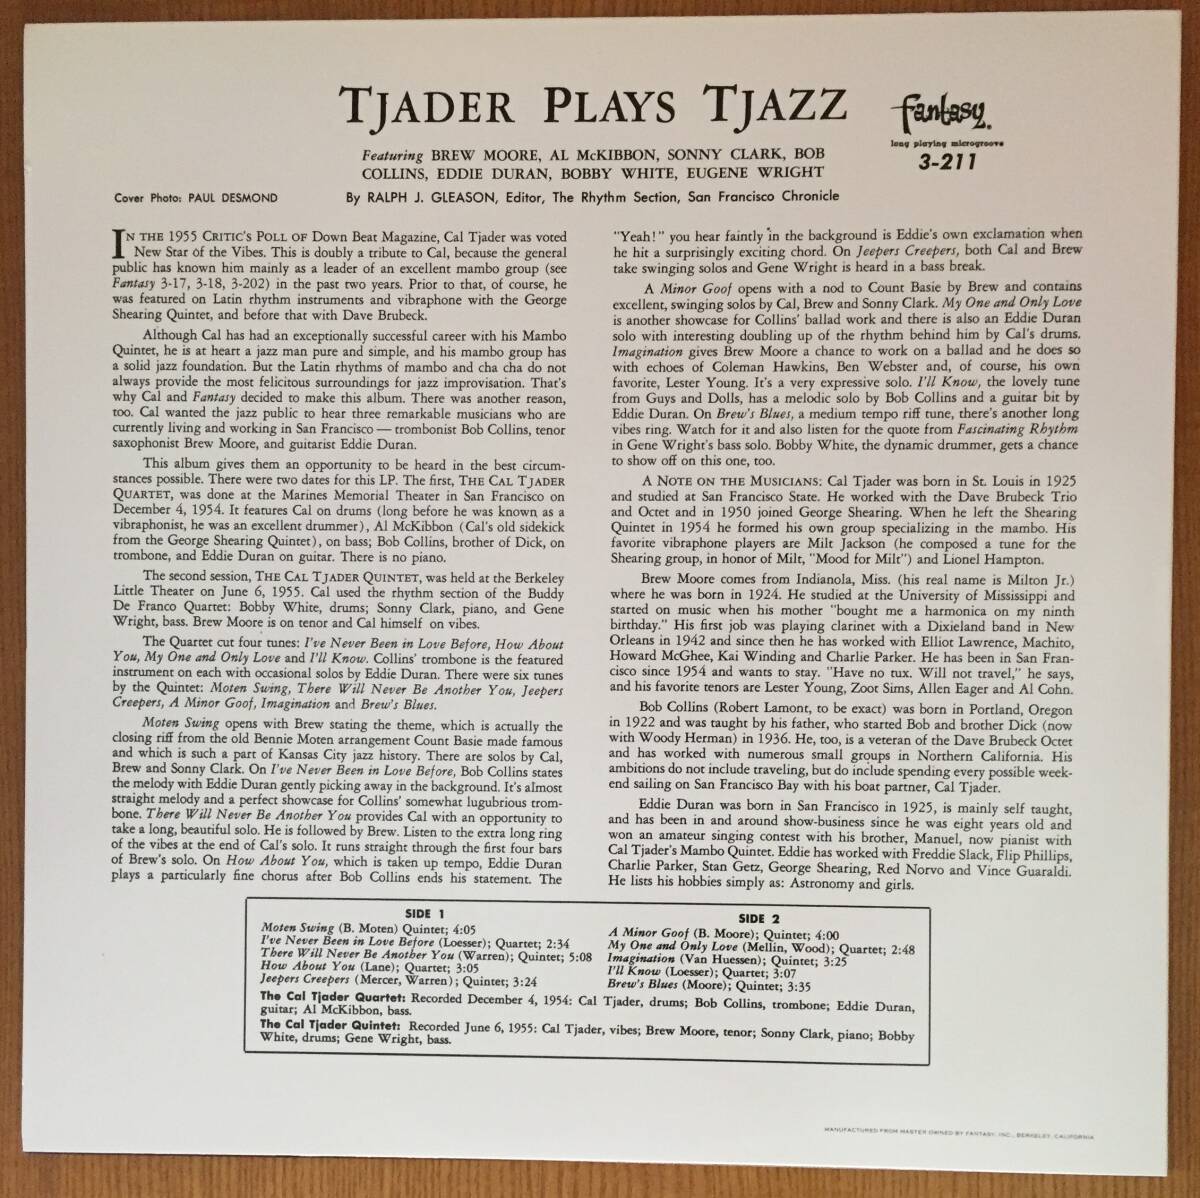 TJADER PLAYS TJAZZ
fantasy.
long playing microgroove
3-211
Featuring BREW MOORE, AL McKIBBON, SONNY CLARK, BOB
COLLINS, EDDIE DURAN, BOBBY WHITE, EUGENE WRIGHT
Cover Photo: PAUL DESMOND
By RALPH J. GLEASON, Editor, The Rhythm Section, San Francisco Chronicle
IN THE 1955 CRITIC'S POLL OF Down Beat Magazine, Cal Tjader was voted
New Star of the Vibes. This is doubly a tribute to Cal, because the general
public has known him mainly as a leader of an excellent mambo group (see
Fantasy 3-17, 3-18, 3-202) in the past two years. Prior to that, of course, he
was featured on Latin rhythm instruments and vibraphone with the George
Shearing Quintet, and before that with Dave Brubeck.
Although Cal has had an exceptionally successful career with his Mambo
Quintet, he is at heart a jazz man pure and simple, and his mambo group has
a solid jazz foundation. But the Latin rhythms of mambo and cha cha do not
always provide the most felicitous surroundings for jazz improvisation. That's
why Cal and Fantasy decided to make this album. There was another reason,
too. Cal wanted the jazz public to hear three remarkable musicians who are
currently living and working in San Francisco — trombonist Bob Collins, tenor
saxophonist Brew Moore, and guitarist Eddie Duran.
This album gives them an opportunity to be heard in the best circum-
stances possible. There were two dates for this LP. The first, THE CAL TJADER
QUARTET, was done at the Marines Memorial Theater in San Francisco on
December 4, 1954. It features Cal on drums (long before he was known as a
vibraphonist, he was an excellent drummer), Al McKibbon (Cal's old sidekick
from the George Shearing Quintet), on bass; Bob Collins, brother of Dick, on
trombone, and Eddie Duran on guitar. There is no piano.
The second session, THE CAL TJADER QUINTET, was held at the Berkeley
Little Theater on June 6, 1955. Cal used the rhythm section of the Buddy
De Franco Quartet: Bobby White, drums; Sonny Clark, piano, and Gene
Wright, bass. Brew Moore is on tenor and Cal himself on vibes.
The Quartet cut four tunes: I've Never Been in Love Before, How About
You, My One and Only Love and I'll Know. Collins' trombone is the featured
instrument on each with occasional solos by Eddie Duran. There were six tunes
by the Quintet: Moten Swing, There Will Never Be Another You, Jeepers
Creepers, A Minor Goof, Imagination and Brew's Blues.
Moten Swing opens with Brew stating the theme, which is actually the
closing riff from the old Bennie Moten arrangement Count Basie made famous
and which is such a part of Kansas City jazz history. There are solos by Cal,
Brew and Sonny Clark. On I've Never Been in Love Before, Bob Collins states
the melody with Eddie Duran gently picking away in the background. It's almost
straight melody and a perfect showcase for Collins' somewhat lugubrious trom-
bone. There Will Never Be Another You provides Cal with an opportunity to
take a long, beautiful solo. He is followed by Brew. Listen to the extra long ring
of the vibes at the end of Cal's solo. It runs straight through the first four bars
of Brew's solo. On How About You, which is taken up tempo, Eddie Duran
plays a particularly fine chorus after Bob Collins ends his statement. The
"Yeah!" you hear faintly in the background is Eddie's own exclamation when
he hit a surprisingly exciting chord. On Jeepers Creepers, both Cal and Brew
take swinging solos and Gene Wright is heard in a bass break.
A Minor Goof opens with a nod to Count Basie by Brew and contains
excellent, swinging solos by Cal, Brew and Sonny Clark. My One and Only Love
is another showcase for Collins' ballad work and there is also an Eddie Duran
solo with interesting doubling up of the rhythm behind him by Cal's drums.
Imagination gives Brew Moore a chance to work on a ballad and he does so
with echoes of Coleman Hawkins, Ben Webster and, of course, his own
favorite, Lester Young. It's a very expressive solo. I'll Know, the lovely tune
from Guys and Dolls, has a melodic solo by Bob Collins and a guitar bit by
Eddie Duran. On Brew's Blues, a medium tempo riff tune, there's another long
vibes ring. Watch for it and also listen for the quote from Fascinating Rhythm
in Gene Wright's bass solo. Bobby White, the dynamic drummer, gets a chance
to show off on this one, too.
A NOTE ON THE MUSICIANS: Cal Tjader was born in St. Louis in 1925
and studied at San Francisco State. He worked with the Dave Brubeck Trio
and Octet and in 1950 joined George Shearing. When he left the Shearing
Quintet in 1954 he formed his own group specializing in the mambo. His
favorite vibraphone players are Milt Jackson (he composed a tune for the
Shearing group, in honor of Milt, "Mood for Milt") and Lionel Hampton.
Brew Moore comes from Indianola, Miss. (his real name is Milton Jr.)
where he was born in 1924. He studied at the University of Mississippi and
started on music when his mother "bought me a harmonica on my ninth
birthday." His first job was playing clarinet with a Dixieland band in New
Orleans in 1942 and since then he has worked with Elliot Lawrence, Machito,
Howard McGhee, Kai Winding and Charlie Parker. He has been in San Fran-
cisco since 1954 and wants to stay. "Have no tux. Will not travel," he says,
and his favorite tenors are Lester Young, Zoot Sims, Allen Eager and Al Cohn.
Bob Collins (Robert Lamont, to be exact) was born in Portland, Oregon
in 1922 and was taught by his father, who started Bob and brother Dick (now
with Woody Herman) in 1936. He, too, is a veteran of the Dave Brubeck Octet
and has worked with numerous small groups in Northern California. His
ambitions do not include traveling, but do include spending every possible week-
end sailing on San Francisco Bay with his boat partner, Cal Tjader.
Eddie Duran was born in San Francisco in 1925, is mainly self taught,
and has been in and around show-business since he was eight years old and
won an amateur singing contest with his brother, Manuel, now pianist with
Cal Tjader's Mambo Quintet. Eddie has worked with Freddie Slack, Flip Phillips,
Charlie Parker, Stan Getz, George Shearing, Red Norvo and Vince Guaraldi.
He lists his hobbies simply as: Astronomy and girls.
SIDE 1
Moten Swing (B. Moten) Quintet; 4:05
I've Never Been in Love Before (Loesser); Quartet; 2:34
There Will Never Be Another You (Warren); Quintet; 5:08
How About You (Lane); Quartet; 3:05
Jeepers Creepers (Mercer, Warren); Quintet; 3:24
SIDE 2
A Minor Goof (B. Moore); Quintet; 4:00
My One and Only Love (Mellin, Wood); Quartet; 2:48
Imagination (Van Huessen); Quintet; 3:25
I'll Know (Loesser); Quartet; 3:07
Brew's Blues (Moore); Quintet; 3:35
The Cal Tjader Quartet: Recorded December 4, 1954: Cal Tjader, drums; Bob Collins, trombone; Eddie Duran,
guitar; Al McKibbon, bass.
The Cal Tjader Quintet: Recorded June 6, 1955: Cal Tjader, vibes; Brew Moore, tenor; Sonny Clark, piano; Bobby
White, drums; Gene Wright, bass.
MANUFACTURED FROM MASTER OWNED BY FANTASY, INC., BERKELEY, CALIFORNIA